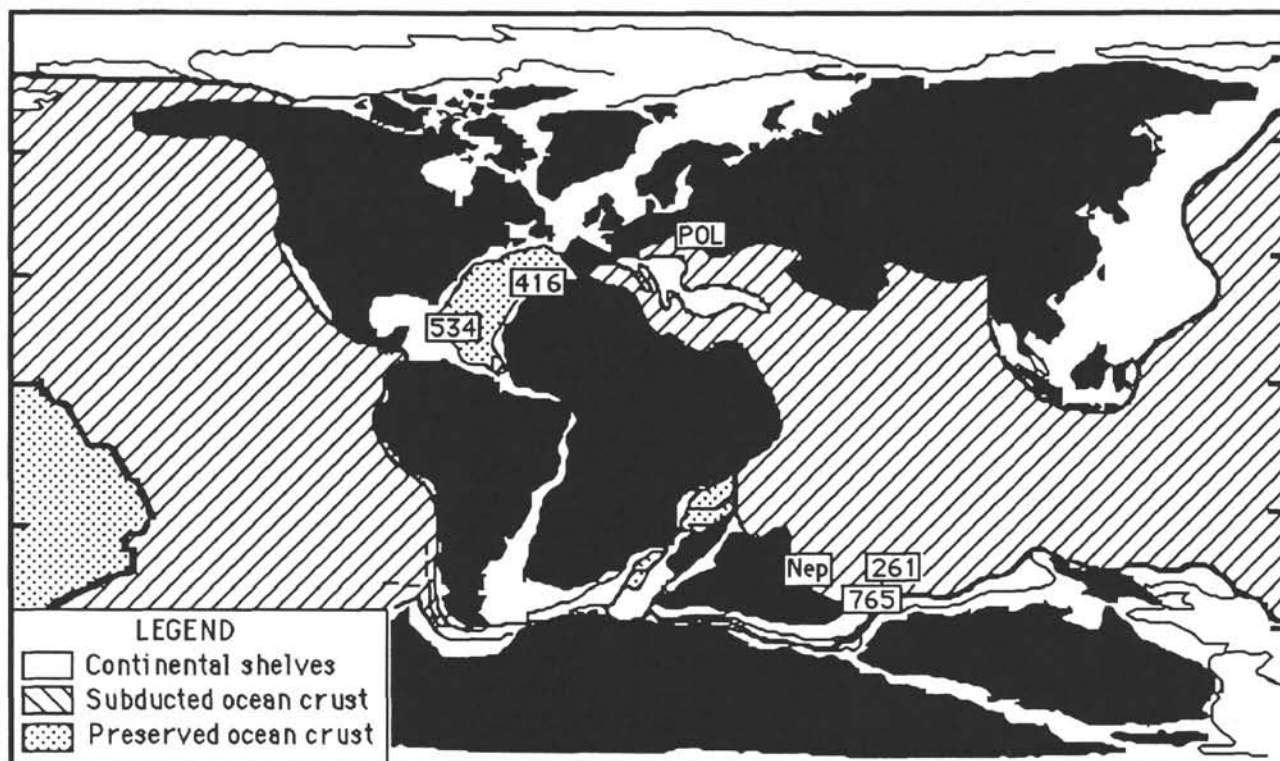 POL
416
534
Nep
261
765
LEGEND
Continental shelves
Subducted ocean crust
Preserved ocean crust